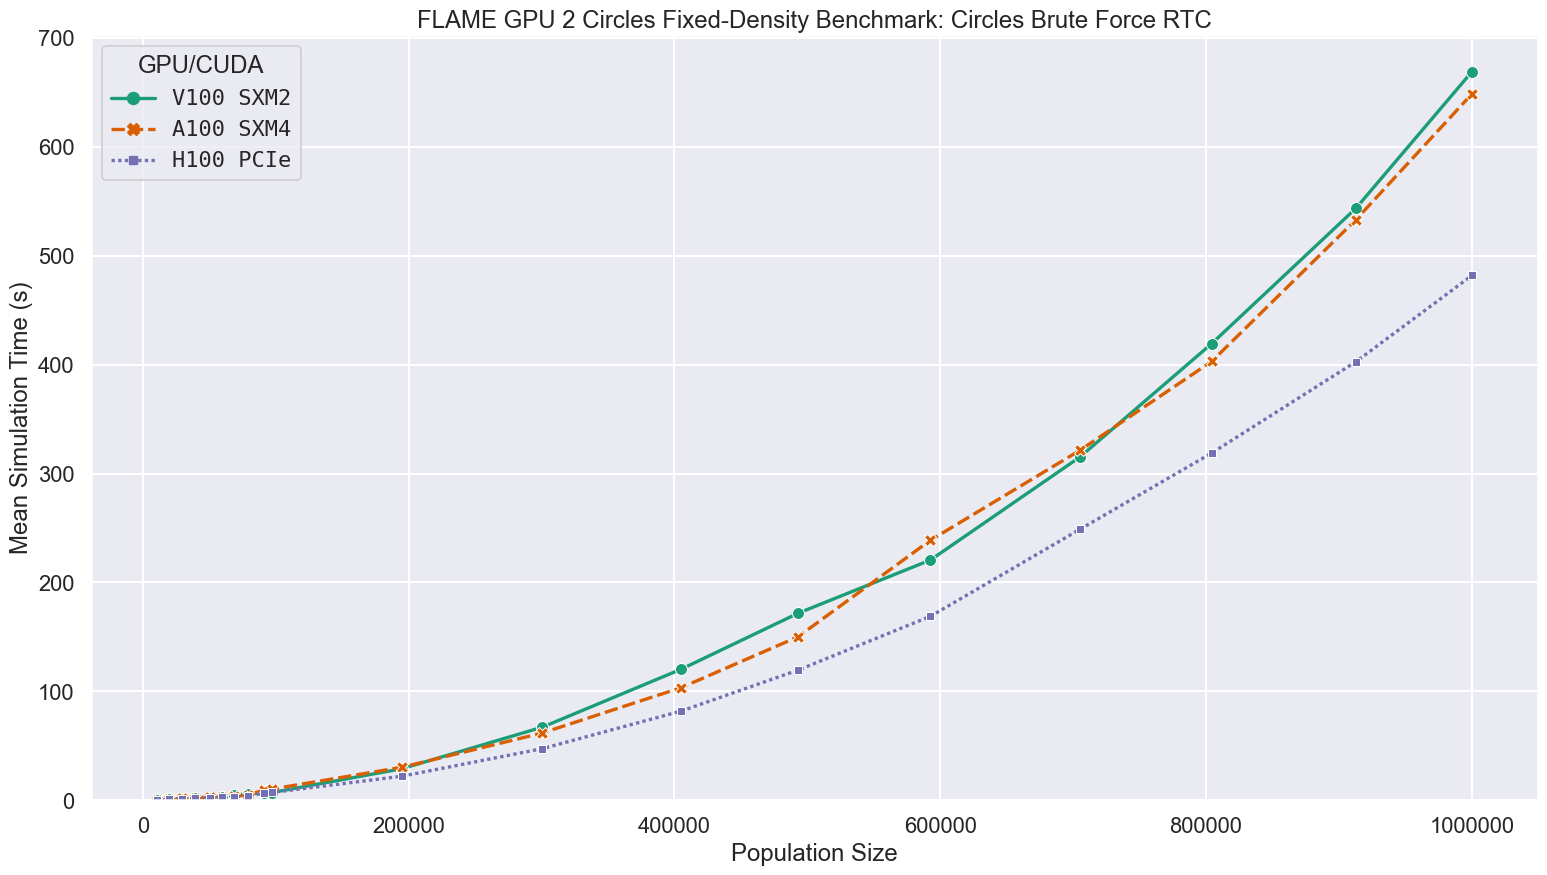 FLAME GPU 2 Circles Fixed-Density Benchmark: Circles Brute Force RTC
GPU/CUDA
V100 SXM2
A100 SXM4
H100 PCIe
Mean Simulation Time (s)
700
600
500
400
300
200
100
0
0
200000
400000
600000
800000
1000000
Population Size